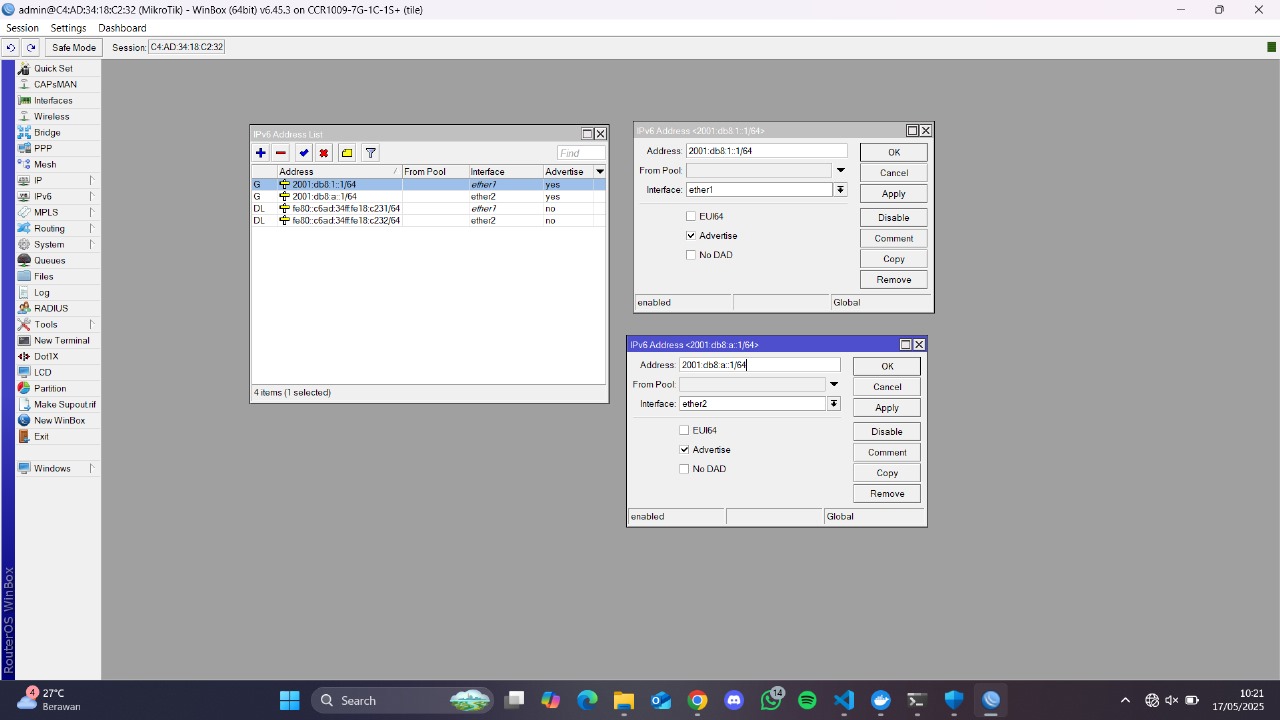 admin@C4:AD:34:18:C2:32 (MikroTik) - WinBox (64bit) v6.45.3 on CCR1009-7G-1C-1S+ (tile)
Session Settings Dashboard
Safe Mode Session: C4:AD:34:18:C2:32
Quick Set
CAPsMAN
Interfaces
Wireless
Bridge
PPP
Mesh
IP
IPv6
MPLS
Routing
System
Queues
Files
Log
RADIUS
Tools
New Terminal
Dot1X
LCD
Partition
Make Supout.rif
New WinBox
Exit
Windows
RouterOS WinBox
IPv6 Address List
Find
Address From Pool Interface Advertise
G 2001:db8:1::1/64 ether1 yes
G 2001:db8:a::1/64 ether2 yes
DL fe80::c6ad:34ff:fe18:c231/64 ether1 no
DL fe80::c6ad:34ff:fe18:c232/64 ether2 no
4 items (1 selected)
IPv6 Address <2001:db8:1::1/64>
Address: 2001:db8:1::1/64 OK
From Pool: Cancel
Interface: ether1 Apply
EUI64 Disable
Advertise Comment
No DAD Copy
Remove
enabled Global
IPv6 Address <2001:db8:a::1/64>
Address: 2001:db8:a::1/64 OK
From Pool: Cancel
Interface: ether2 Apply
EUI64 Disable
Advertise Comment
No DAD Copy
Remove
enabled Global
4
27°C
Berawan
Search
14
10:21
17/05/2025